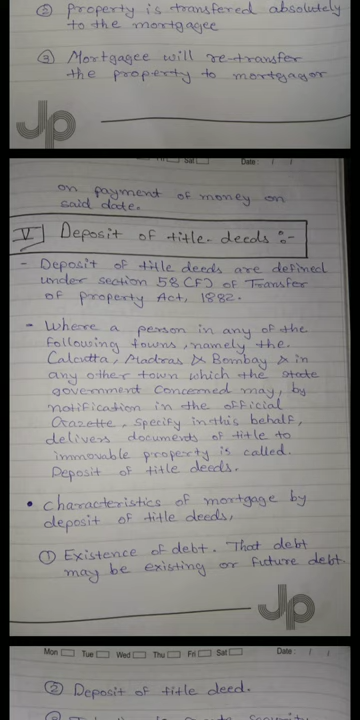 ② Property is transfered absolutely
to the mortgagee
③ Mortgagee will re-transfer
the property to mortgagor
Jp
Sat Date : / /
on payment of money on
said date.
V Deposit of title deeds :-
- Deposit of title deeds are defined
under section 58(F) of Transfer
of property Act, 1882.
- Where a person in any of the
following towns, namely the
Calcutta, Madras & Bombay & in
any other town which the state
government concerned may, by
notification in the official
Gazette, specify in this behalf,
delivers documents of title to
immovable property is called.
Deposit of title deeds.
• Characteristics of mortgage by
deposit of title deeds,
① Existence of debt. That debt
may be existing or future debt
Jp
Mon Tue Wed Thu Fri Sat Date : / /
② Deposit of title deed.